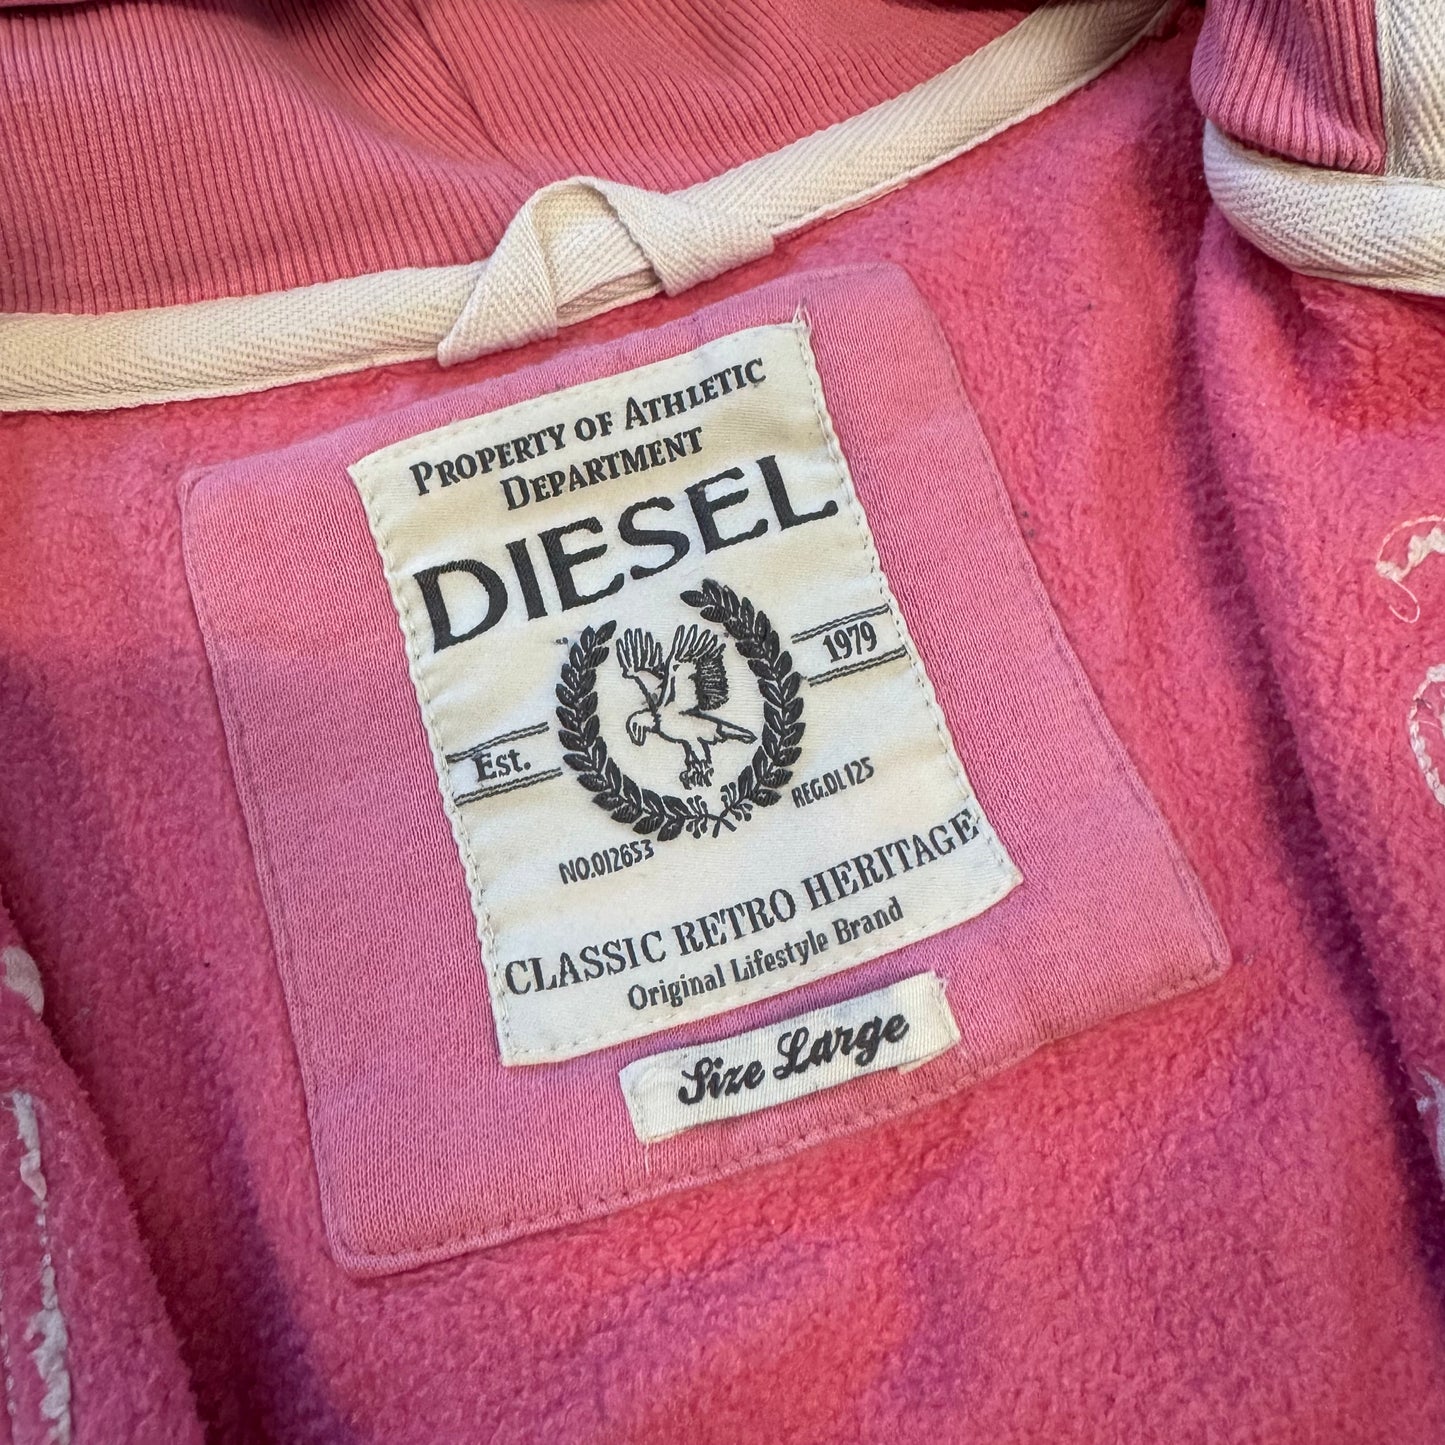 PROPERTY OF ATHLETIC
DEPARTMENT
DIESEL
1979
Est.
REG.DL125
NO.012653
CLASSIC RETRO HERITAGE
Original Lifestyle Brand
Size Large